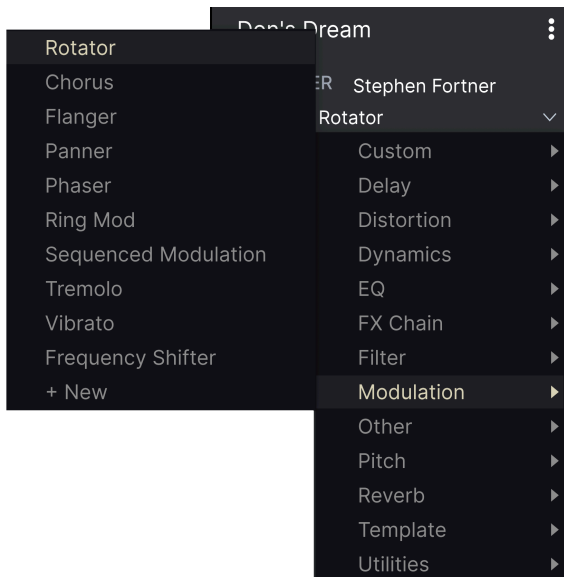 Don's Dream
ER Stephen Fortner
Rotator
Custom
Delay
Distortion
Dynamics
EQ
FX Chain
Filter
Modulation
Other
Pitch
Reverb
Template
Utilities
Rotator
Chorus
Flanger
Panner
Phaser
Ring Mod
Sequenced Modulation
Tremolo
Vibrato
Frequency Shifter
+ New